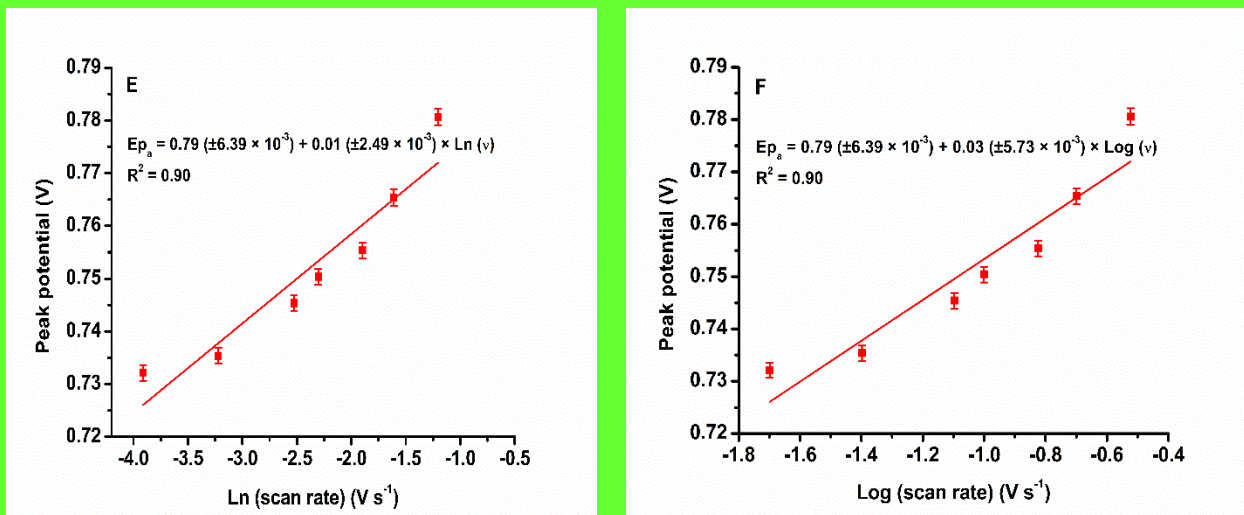 E
Ep_a = 0.79 (±6.39 × 10^-3) + 0.01 (±2.49 × 10^-3) × Ln (ν)
R^2 = 0.90
Peak potential (V)
0.79
0.78
0.77
0.76
0.75
0.74
0.73
0.72
-4.0 -3.5 -3.0 -2.5 -2.0 -1.5 -1.0 -0.5
Ln (scan rate) (V s^-1)
F
Ep_a = 0.79 (±6.39 × 10^-3) + 0.03 (±5.73 × 10^-3) × Log (ν)
R^2 = 0.90
Peak potential (V)
0.79
0.78
0.77
0.76
0.75
0.74
0.73
0.72
-1.8 -1.6 -1.4 -1.2 -1.0 -0.8 -0.6 -0.4
Log (scan rate) (V s^-1)